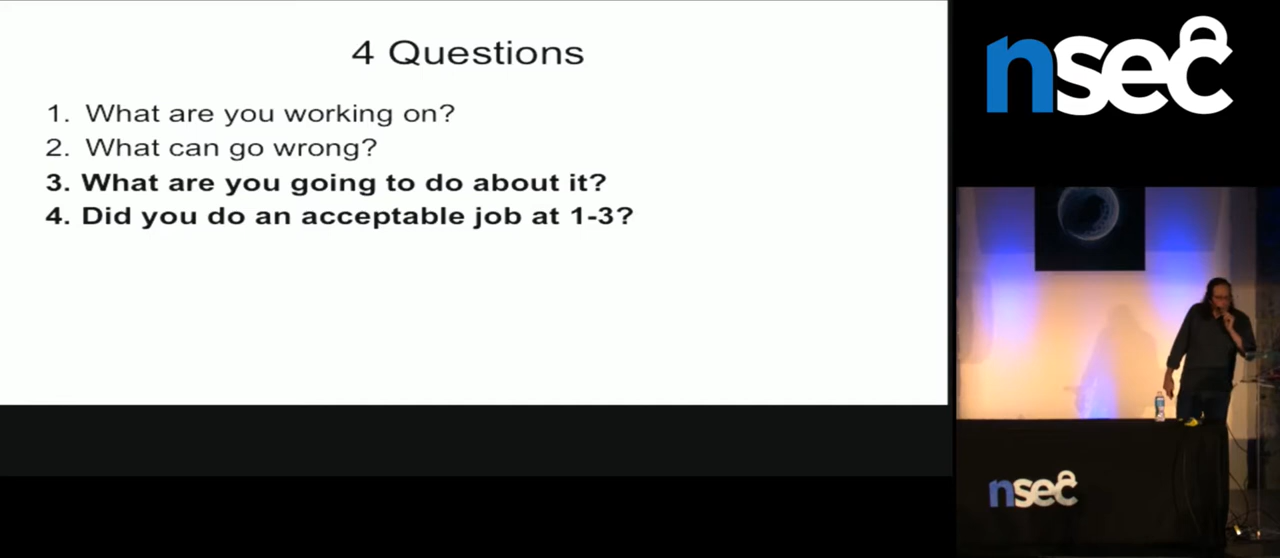 4 Questions
1. What are you working on?
2. What can go wrong?
3. What are you going to do about it?
4. Did you do an acceptable job at 1-3?
nsec
nsec